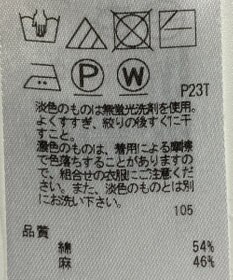 P
W
P23T
淡色のものは無蛍光洗剤を使用。
よくすすぎ、絞りの後すぐに干
すこと。
濃色のものは、着用による摩擦
で色落ちすることがありますの
で、組合せの衣服にご注意くださ
い。また、淡色のものとは別
にお洗い下さい。
105
品質
綿 54%
麻 46%